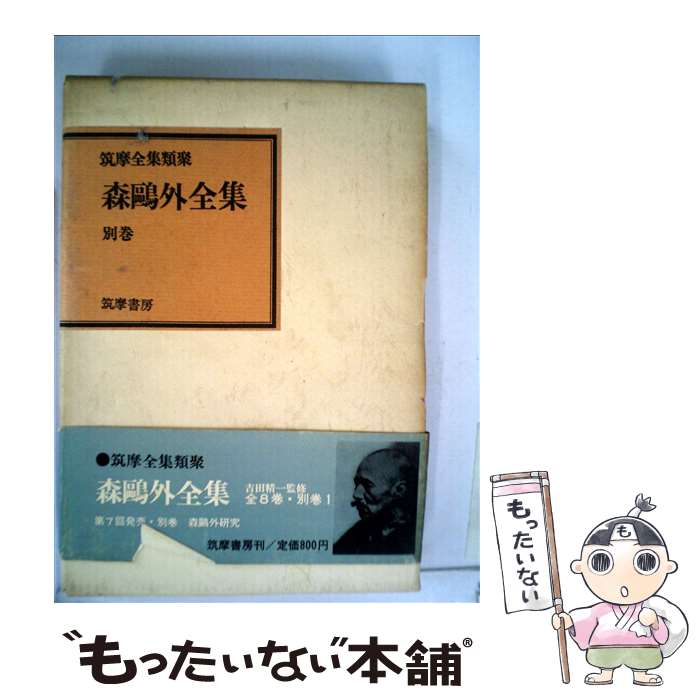 筑摩全集類聚
森鷗外全集
別巻
筑摩書房
●筑摩全集類聚
森鷗外全集 吉田精一監修
全8巻・別巻1
第7回発売・別巻 森鷗外研究
筑摩書房刊/定価800円
もったいない
“もったいない”本舗®